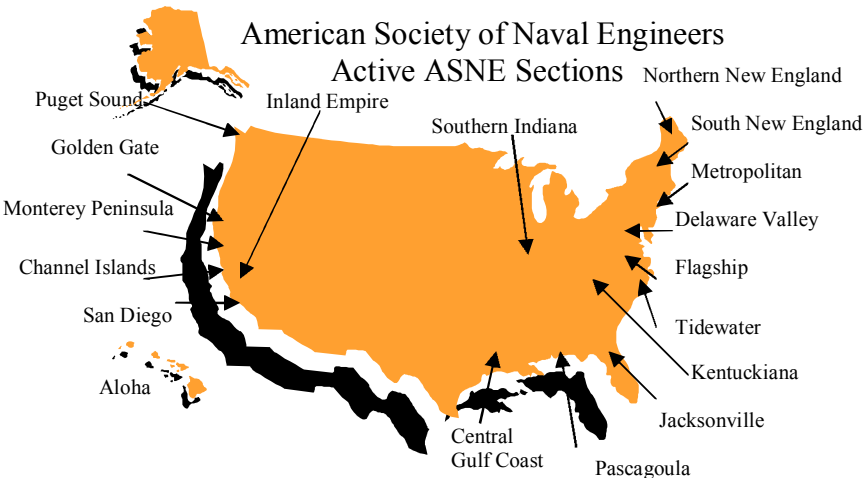 American Society of Naval Engineers
Active ASNE Sections
Northern New England
Puget Sound
Inland Empire
Southern Indiana
South New England
Golden Gate
Metropolitan
Monterey Peninsula
Delaware Valley
Channel Islands
Flagship
San Diego
Tidewater
Aloha
Kentuckiana
Jacksonville
Central
Gulf Coast
Pascagoula